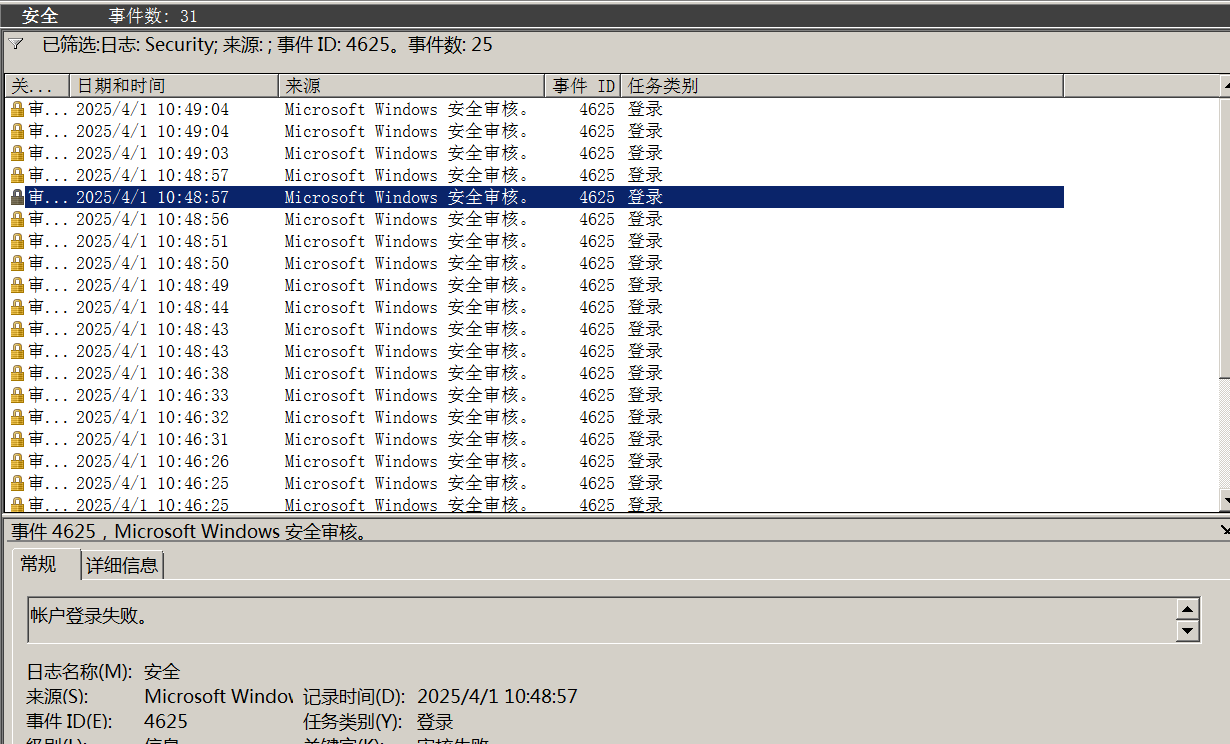 安全 事件数: 31
已筛选:日志: Security; 来源: ; 事件 ID: 4625。事件数: 25
关... 日期和时间 来源 事件 ID 任务类别
审... 2025/4/1 10:49:04 Microsoft Windows 安全审核。 4625 登录
审... 2025/4/1 10:49:04 Microsoft Windows 安全审核。 4625 登录
审... 2025/4/1 10:49:03 Microsoft Windows 安全审核。 4625 登录
审... 2025/4/1 10:48:57 Microsoft Windows 安全审核。 4625 登录
审... 2025/4/1 10:48:57 Microsoft Windows 安全审核。 4625 登录
审... 2025/4/1 10:48:56 Microsoft Windows 安全审核。 4625 登录
审... 2025/4/1 10:48:51 Microsoft Windows 安全审核。 4625 登录
审... 2025/4/1 10:48:50 Microsoft Windows 安全审核。 4625 登录
审... 2025/4/1 10:48:49 Microsoft Windows 安全审核。 4625 登录
审... 2025/4/1 10:48:44 Microsoft Windows 安全审核。 4625 登录
审... 2025/4/1 10:48:43 Microsoft Windows 安全审核。 4625 登录
审... 2025/4/1 10:48:43 Microsoft Windows 安全审核。 4625 登录
审... 2025/4/1 10:46:38 Microsoft Windows 安全审核。 4625 登录
审... 2025/4/1 10:46:33 Microsoft Windows 安全审核。 4625 登录
审... 2025/4/1 10:46:32 Microsoft Windows 安全审核。 4625 登录
审... 2025/4/1 10:46:31 Microsoft Windows 安全审核。 4625 登录
审... 2025/4/1 10:46:26 Microsoft Windows 安全审核。 4625 登录
审... 2025/4/1 10:46:25 Microsoft Windows 安全审核。 4625 登录
审... 2025/4/1 10:46:25 Microsoft Windows 安全审核。 4625 登录
事件 4625，Microsoft Windows 安全审核。
常规 详细信息
帐户登录失败。
日志名称(M): 安全
来源(S): Microsoft Window 记录时间(D): 2025/4/1 10:48:57
事件 ID(E): 4625 任务类别(Y): 登录
级别(L): 信息 关键字(K): 审核失败